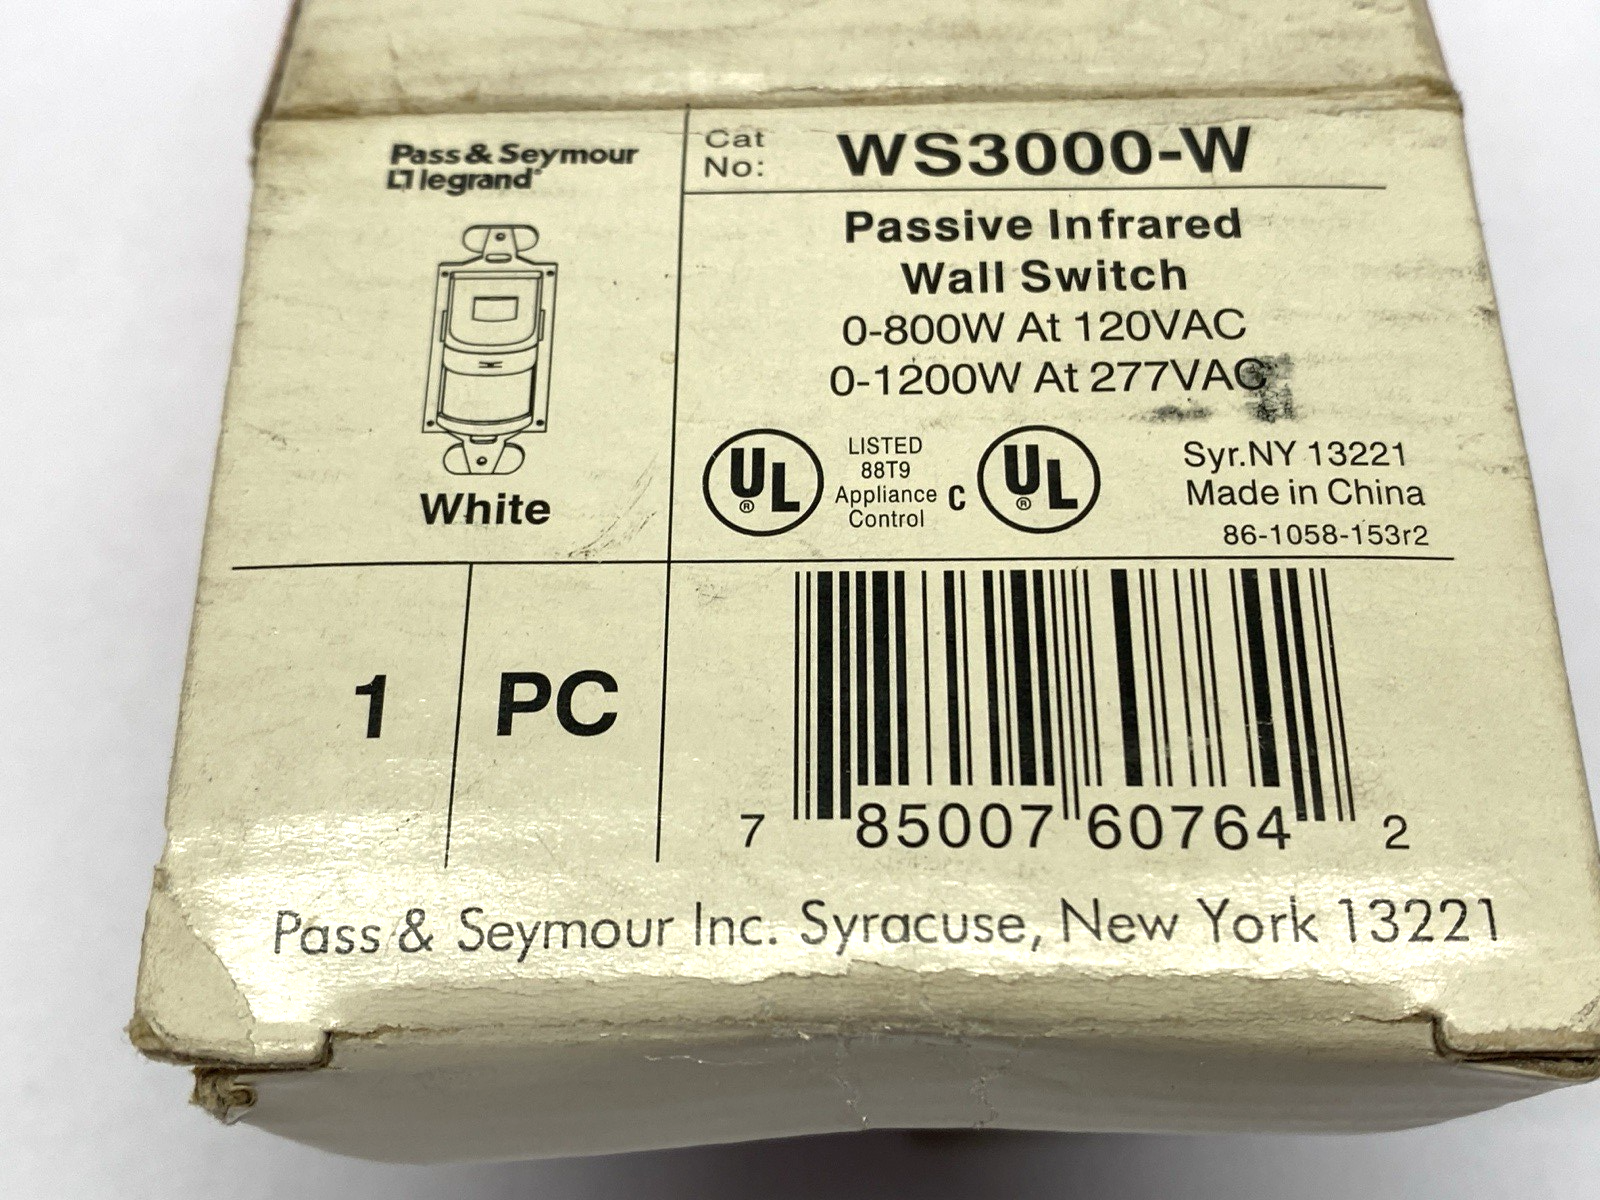 Pass & Seymour
legrand®
White
Cat
No:
WS3000-W
Passive Infrared
Wall Switch
0-800W At 120VAC
0-1200W At 277VAC
UL®
LISTED
88T9
Appliance
Control
C UL®
Syr.NY 13221
Made in China
86-1058-153r2
1 PC
7 85007 60764 2
Pass & Seymour Inc. Syracuse, New York 13221